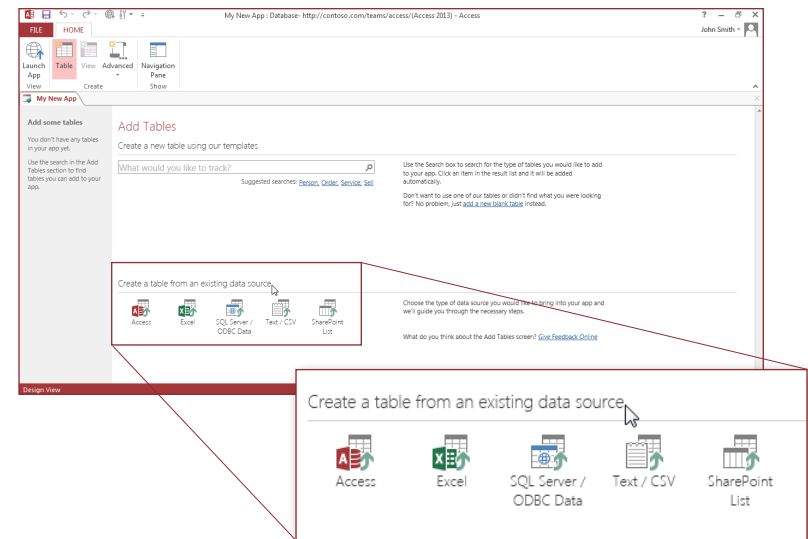 My New App : Database- http://contoso.com/teams/access/(Access 2013) - Access
FILE HOME
John Smith
Launch App
Table
View
Advanced
Navigation Pane
View
Create
Show
My New App
Add some tables
You don't have any tables
in your app yet.
Use the search in the Add
Tables section to find
tables you can add to your
app.
Add Tables
Create a new table using our templates
What would you like to track?
Suggested searches: Person, Order, Service, Sell
Use the Search box to search for the type of tables you would like to add
to your app. Click an item in the result list and it will be added
automatically.
Don't want to use one of our tables or didn't find what you were looking
for? No problem, just add a new blank table instead.
Create a table from an existing data source
Access
Excel
SQL Server /
ODBC Data
Text / CSV
SharePoint
List
Choose the type of data source you would like to bring into your app and
we'll guide you through the necessary steps.
What do you think about the Add Tables screen? Give Feedback Online
Design View
Create a table from an existing data source
Access
Excel
SQL Server /
ODBC Data
Text / CSV
SharePoint
List